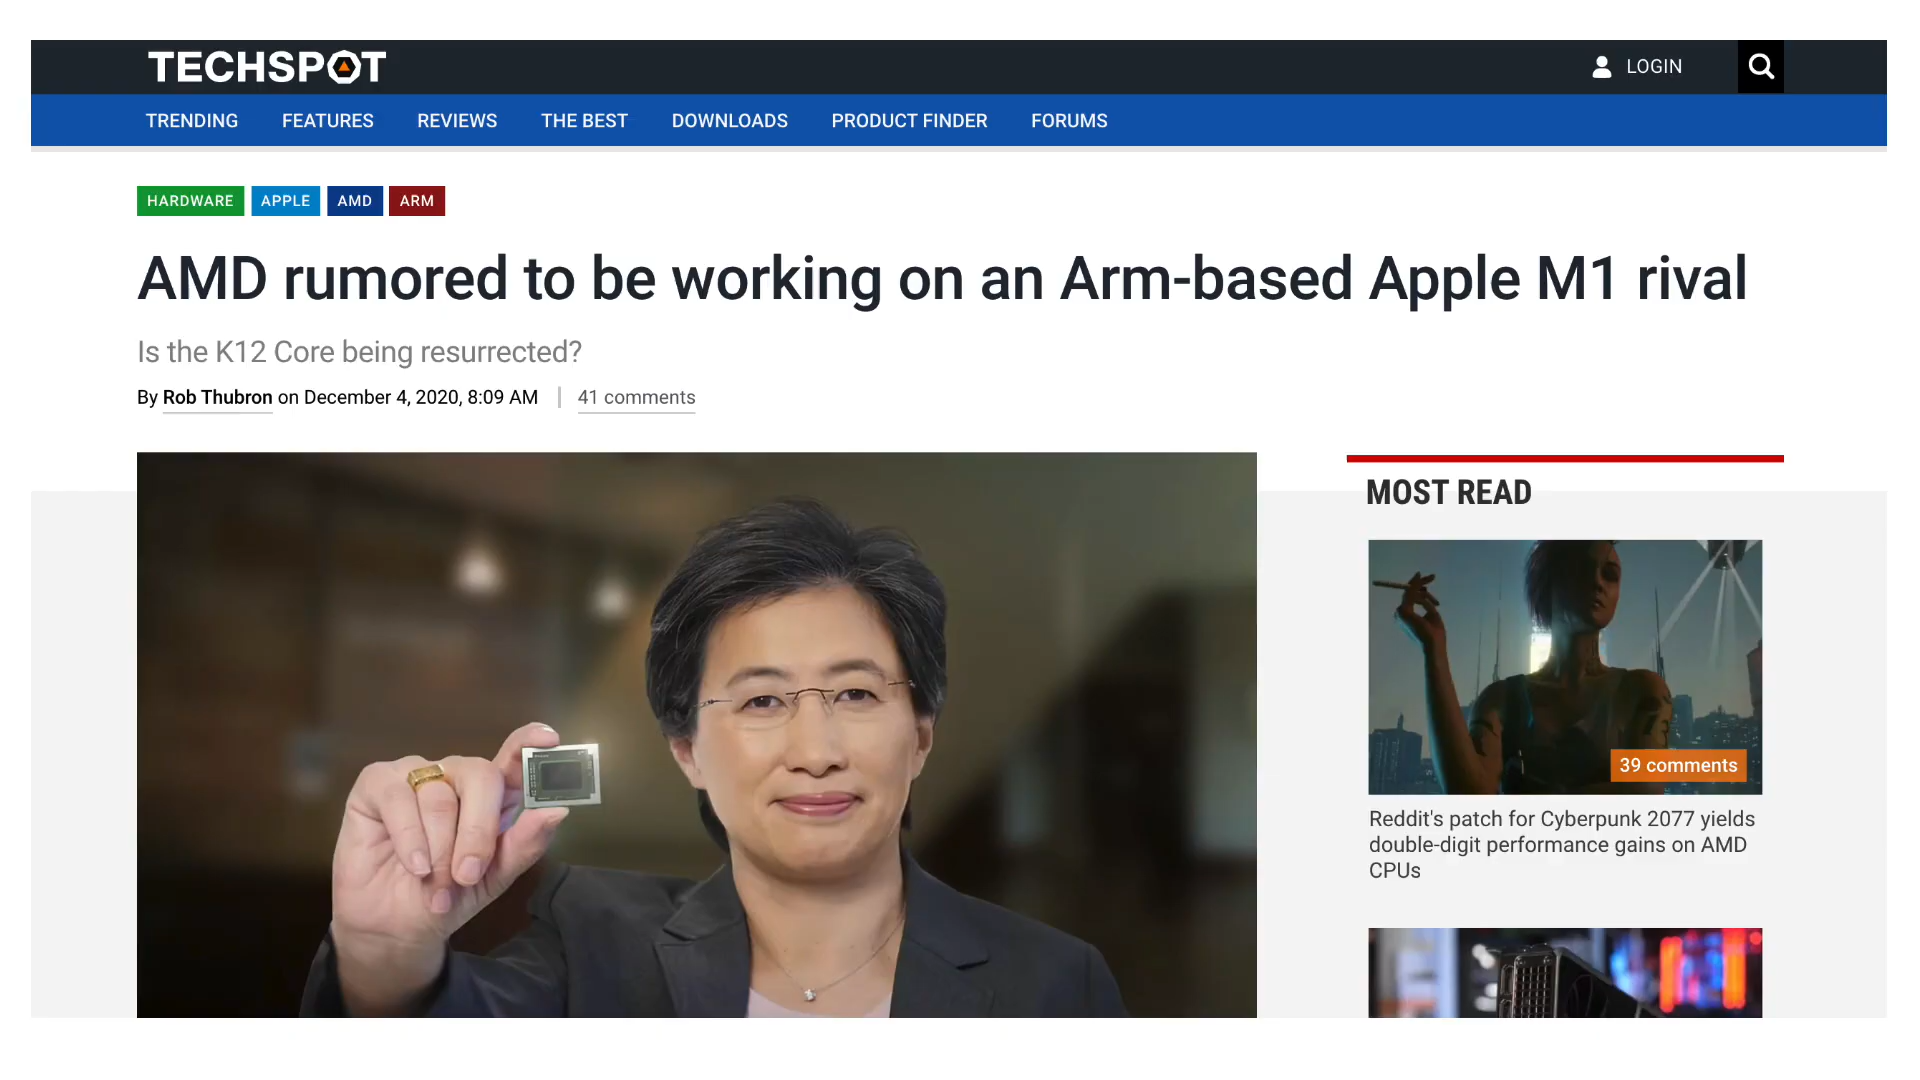 TECHSPOT
LOGIN
TRENDING FEATURES REVIEWS THE BEST DOWNLOADS PRODUCT FINDER FORUMS
HARDWARE APPLE AMD ARM
AMD rumored to be working on an Arm-based Apple M1 rival
Is the K12 Core being resurrected?
By Rob Thubron on December 4, 2020, 8:09 AM 41 comments
MOST READ
39 comments
Reddit's patch for Cyberpunk 2077 yields
double-digit performance gains on AMD
CPUs